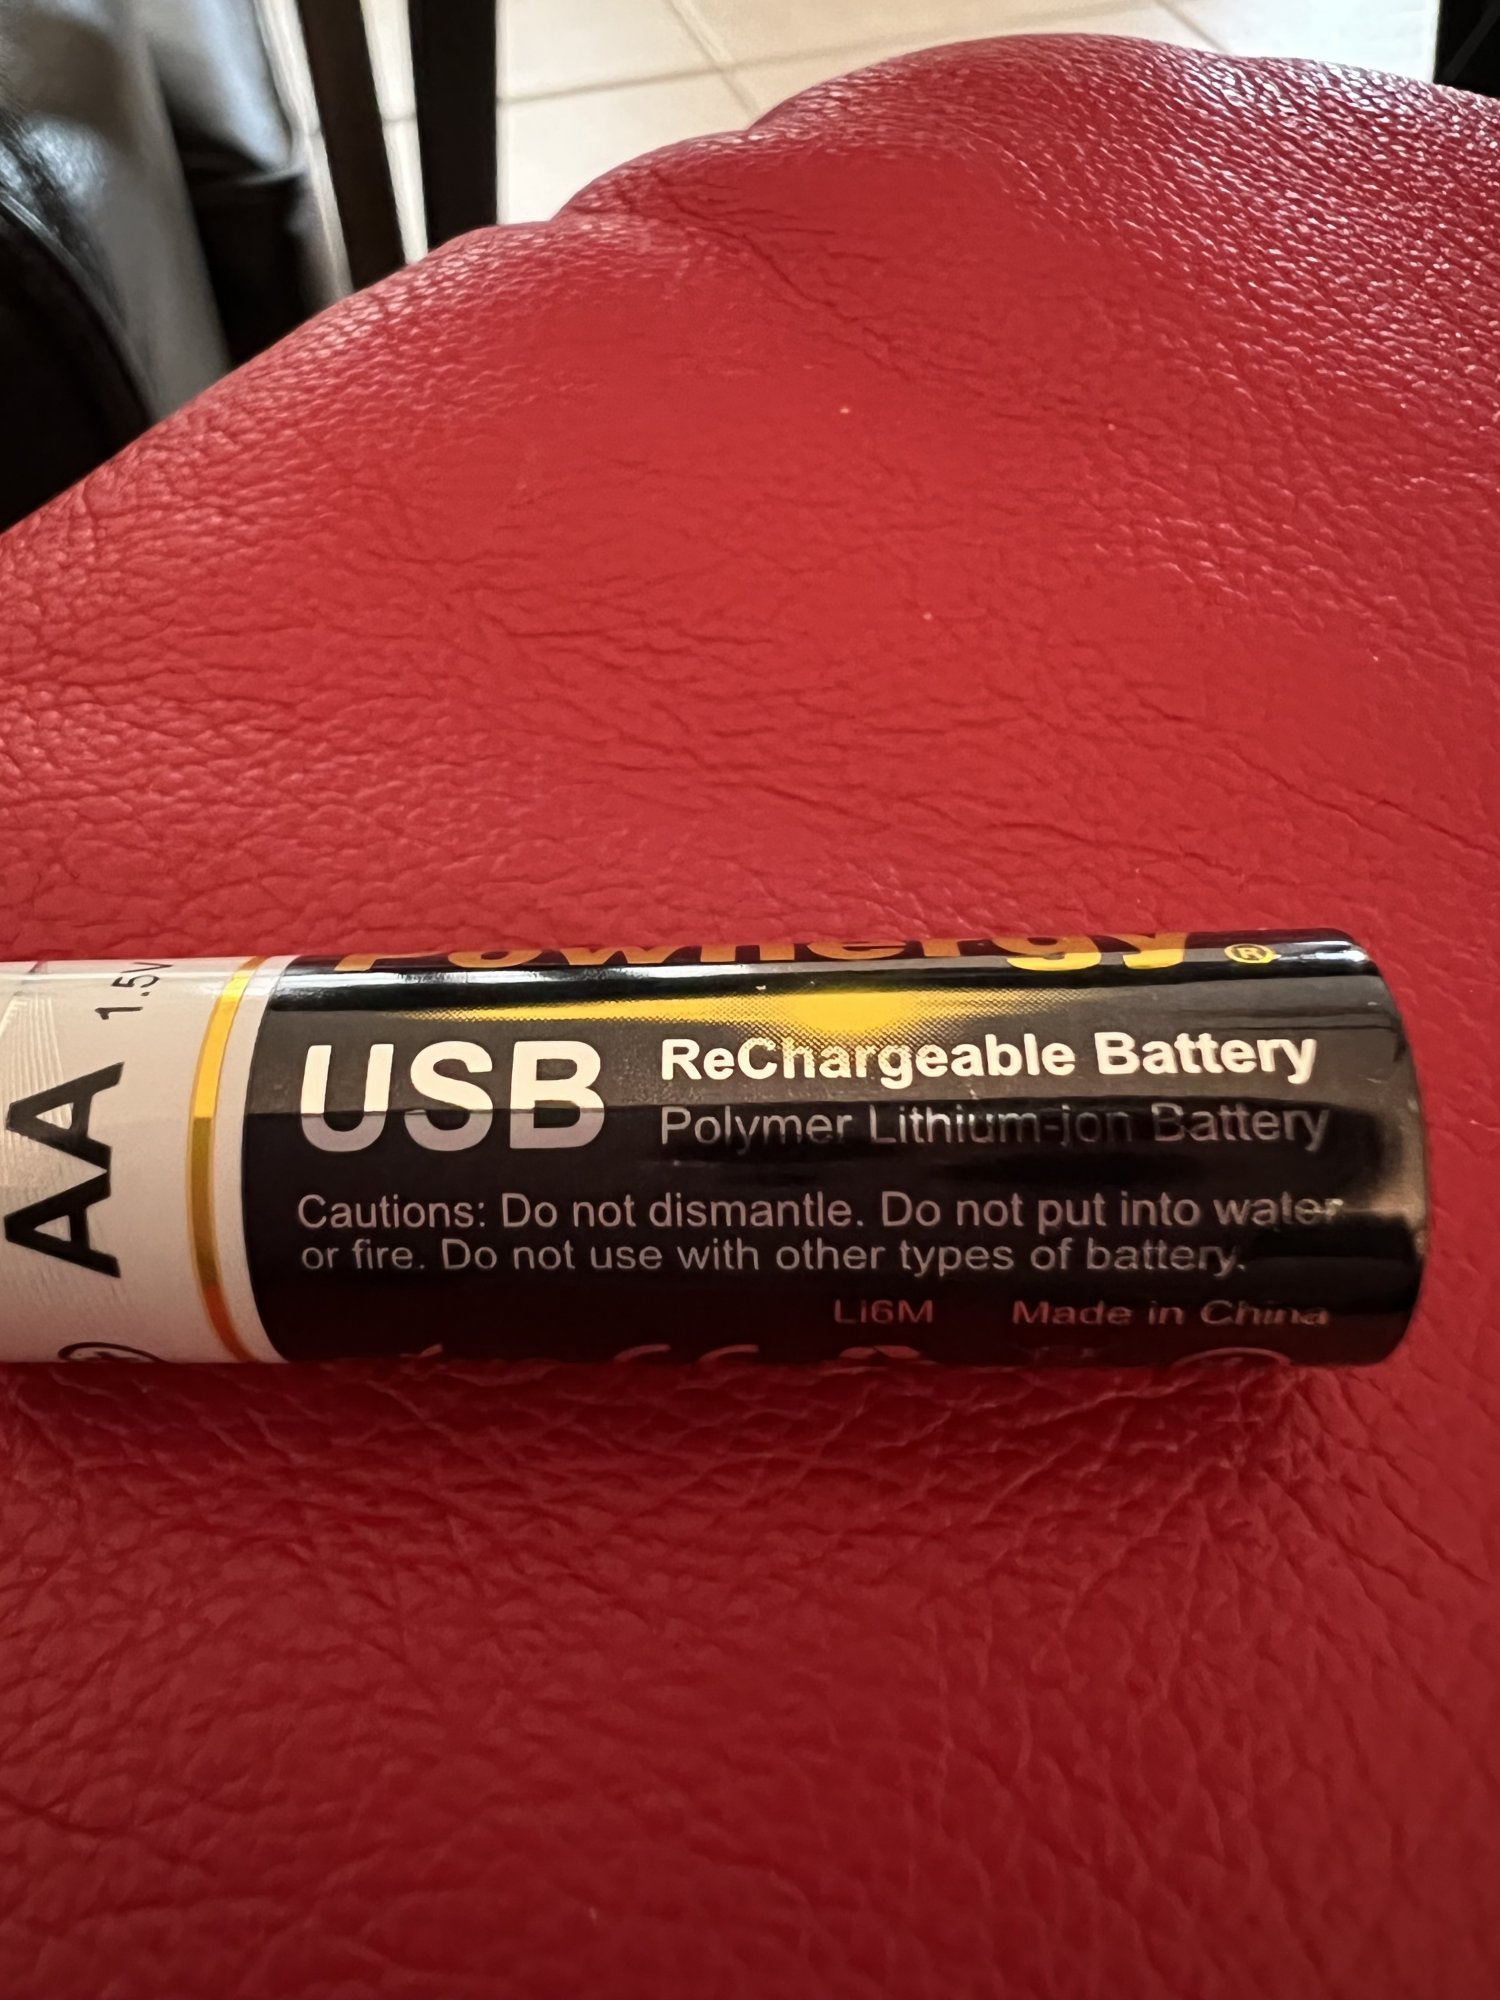 Pownergy®
USB
ReChargeable Battery
Polymer Lithium-ion Battery
Cautions: Do not dismantle. Do not put into water
or fire. Do not use with other types of battery.
Li6M Made in China
AA 1.5V